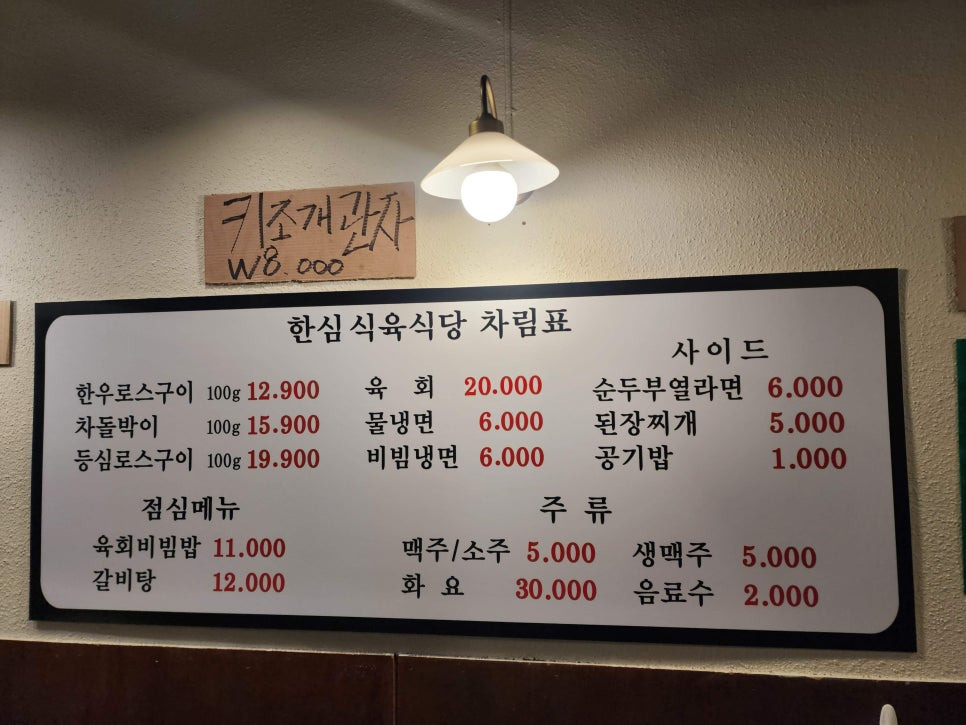 키조개관자
W8.000
한심식육식당 차림표
사이드
한우로스구이 100g 12.900 육 회 20.000 순두부열라면 6.000
차돌박이 100g 15.900 물냉면 6.000 된장찌개 5.000
등심로스구이 100g 19.900 비빔냉면 6.000 공기밥 1.000
점심메뉴 주 류
육회비빔밥 11.000 맥주/소주 5.000 생맥주 5.000
갈비탕 12.000 화 요 30.000 음료수 2.000